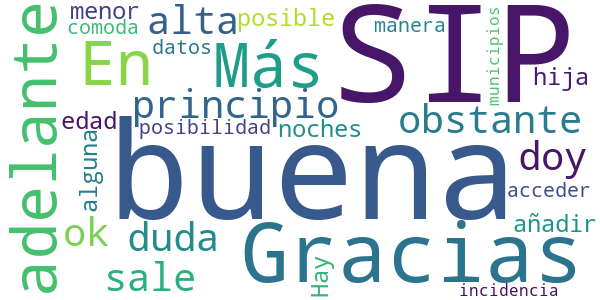 menor
alta
posible
SIP
comoda
En
datos
Más
manera
municipios
hija
adelante
edad
principio
obstante
posibilidad
noches
alguna
buena
doy
acceder
ok
duda
Gracias
añadir
sale
Hay
incidencia